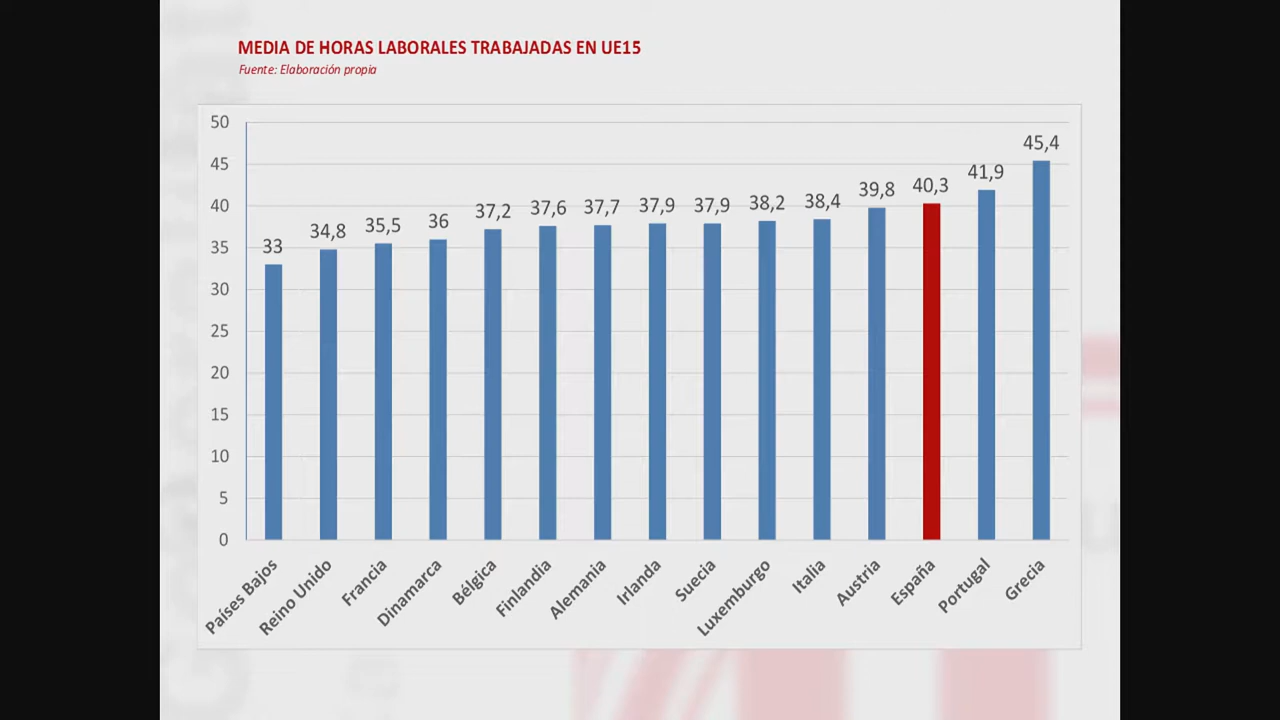 MEDIA DE HORAS LABORALES TRABAJADAS EN UE15
Fuente: Elaboración propia
50
45
40
35
30
25
20
15
10
5
0
33
34,8
35,5
36
37,2
37,6
37,7
37,9
37,9
38,2
38,4
39,8
40,3
41,9
45,4
Países Bajos
Reino Unido
Francia
Dinamarca
Bélgica
Finlandia
Alemania
Irlanda
Suecia
Luxemburgo
Italia
Austria
España
Portugal
Grecia